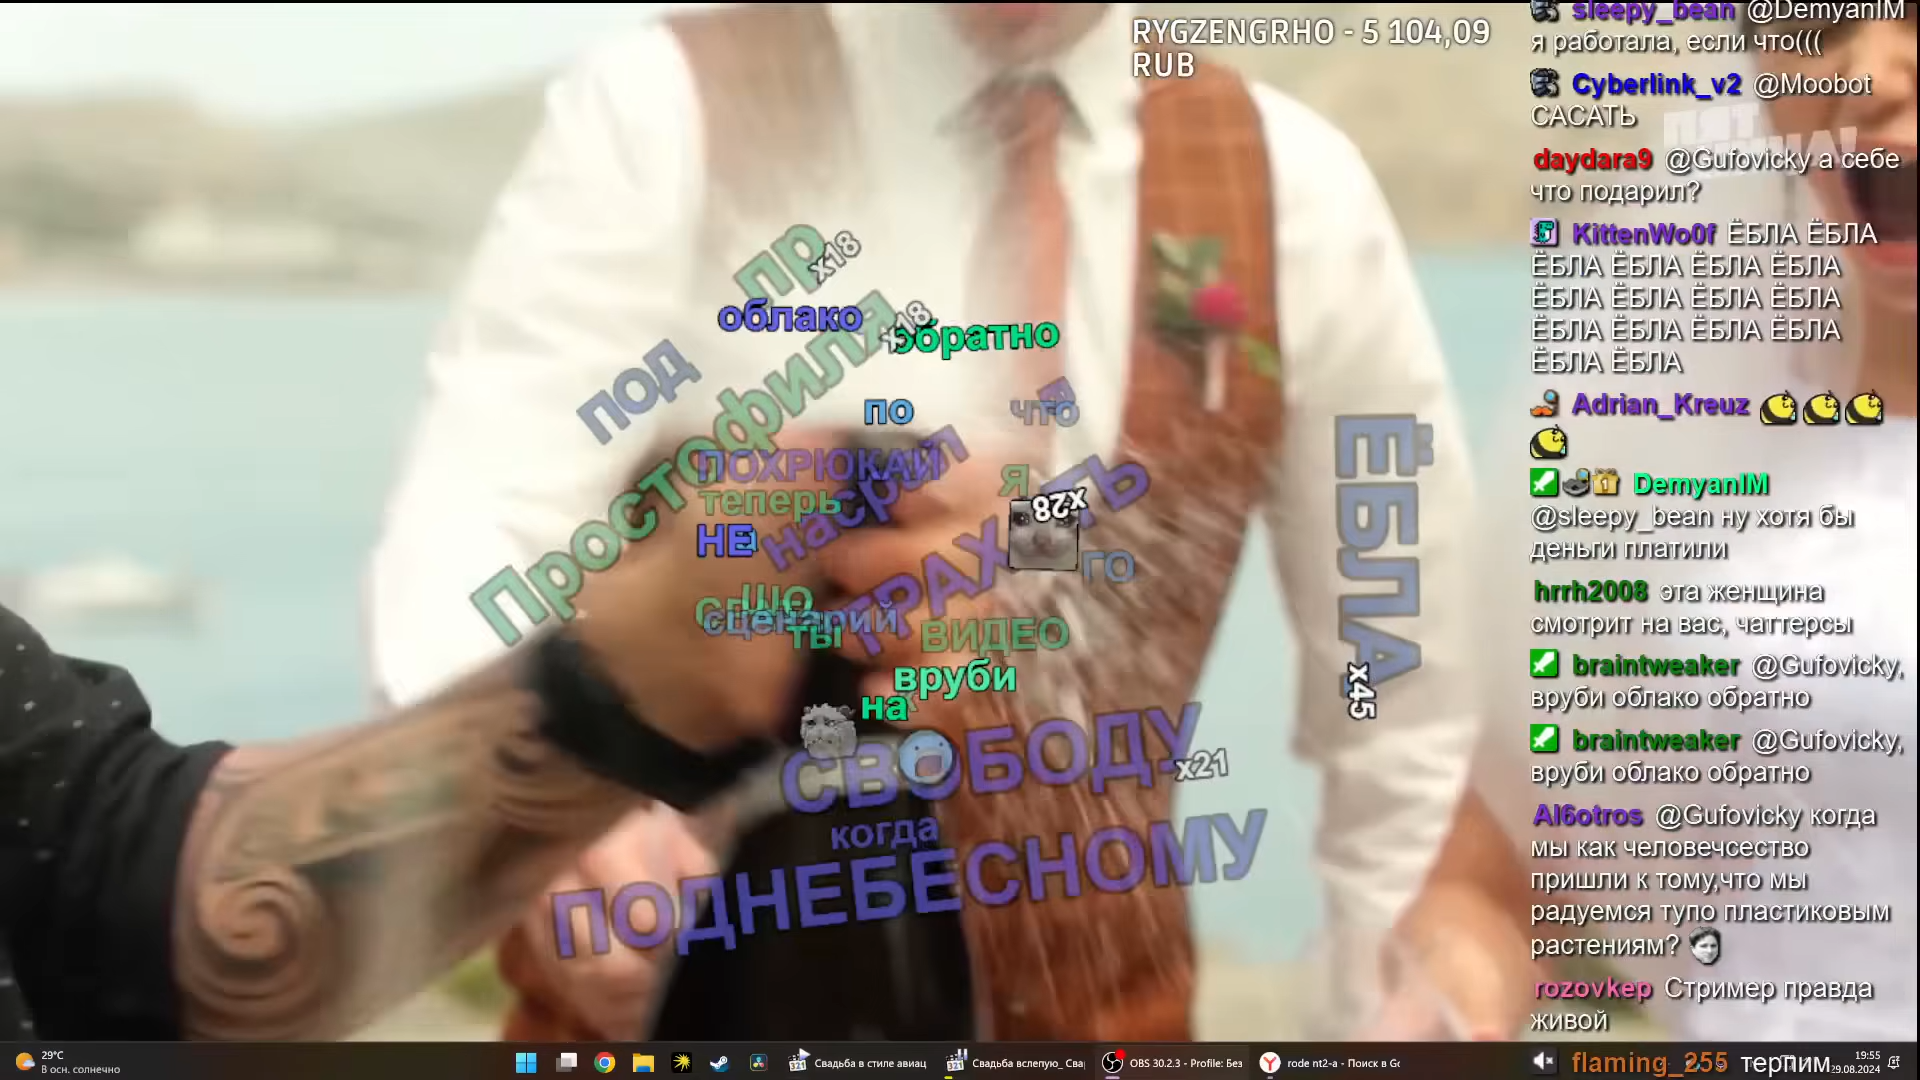 RYGZENGRHO - 5 104,09
RUB
sleepy_bean @DemyanIM
я работала, если что(((
Cyberlink_v2 @Moobot
САСАТЬ
daydara9 @Gufovicky а себе
что подарил?
KittenWo0f ЁБЛА ЁБЛА
ЁБЛА ЁБЛА ЁБЛА ЁБЛА
ЁБЛА ЁБЛА ЁБЛА ЁБЛА
ЁБЛА ЁБЛА ЁБЛА ЁБЛА
ЁБЛА ЁБЛА
Adrian_Kreuz
DemyanIM
@sleepy_bean ну хотя бы
деньги платили
hrrh2008 эта женщина
смотрит на вас, чаттерсы
braintweaker @Gufovicky,
вруби облако обратно
braintweaker @Gufovicky,
вруби облако обратно
Al6otros @Gufovicky когда
мы как человечсество
пришли к тому,что мы
радуемся тупо пластиковым
растениям?
rozovkep Стример правда
живой
flaming_255 терпим
пр
x18
облако
x18
обратно
под
Простофиля
по
что
ПОХРЮКАЙ
теперь
насрал
Я
x28
НЕ
ГО
ЁБЛА
x45
сценарий
ШО
ты
ВИДЕО
вруби
на
СВОБОДУ
x21
когда
ПОДНЕБЕСНОМУ
29°C
В осн. солнечно
Свадьба в стиле авиац
Свадьба вслепую_ Сва
OBS 30.2.3 - Profile: Без
rode nt2-a - Поиск в Go
19:55
29.08.2024